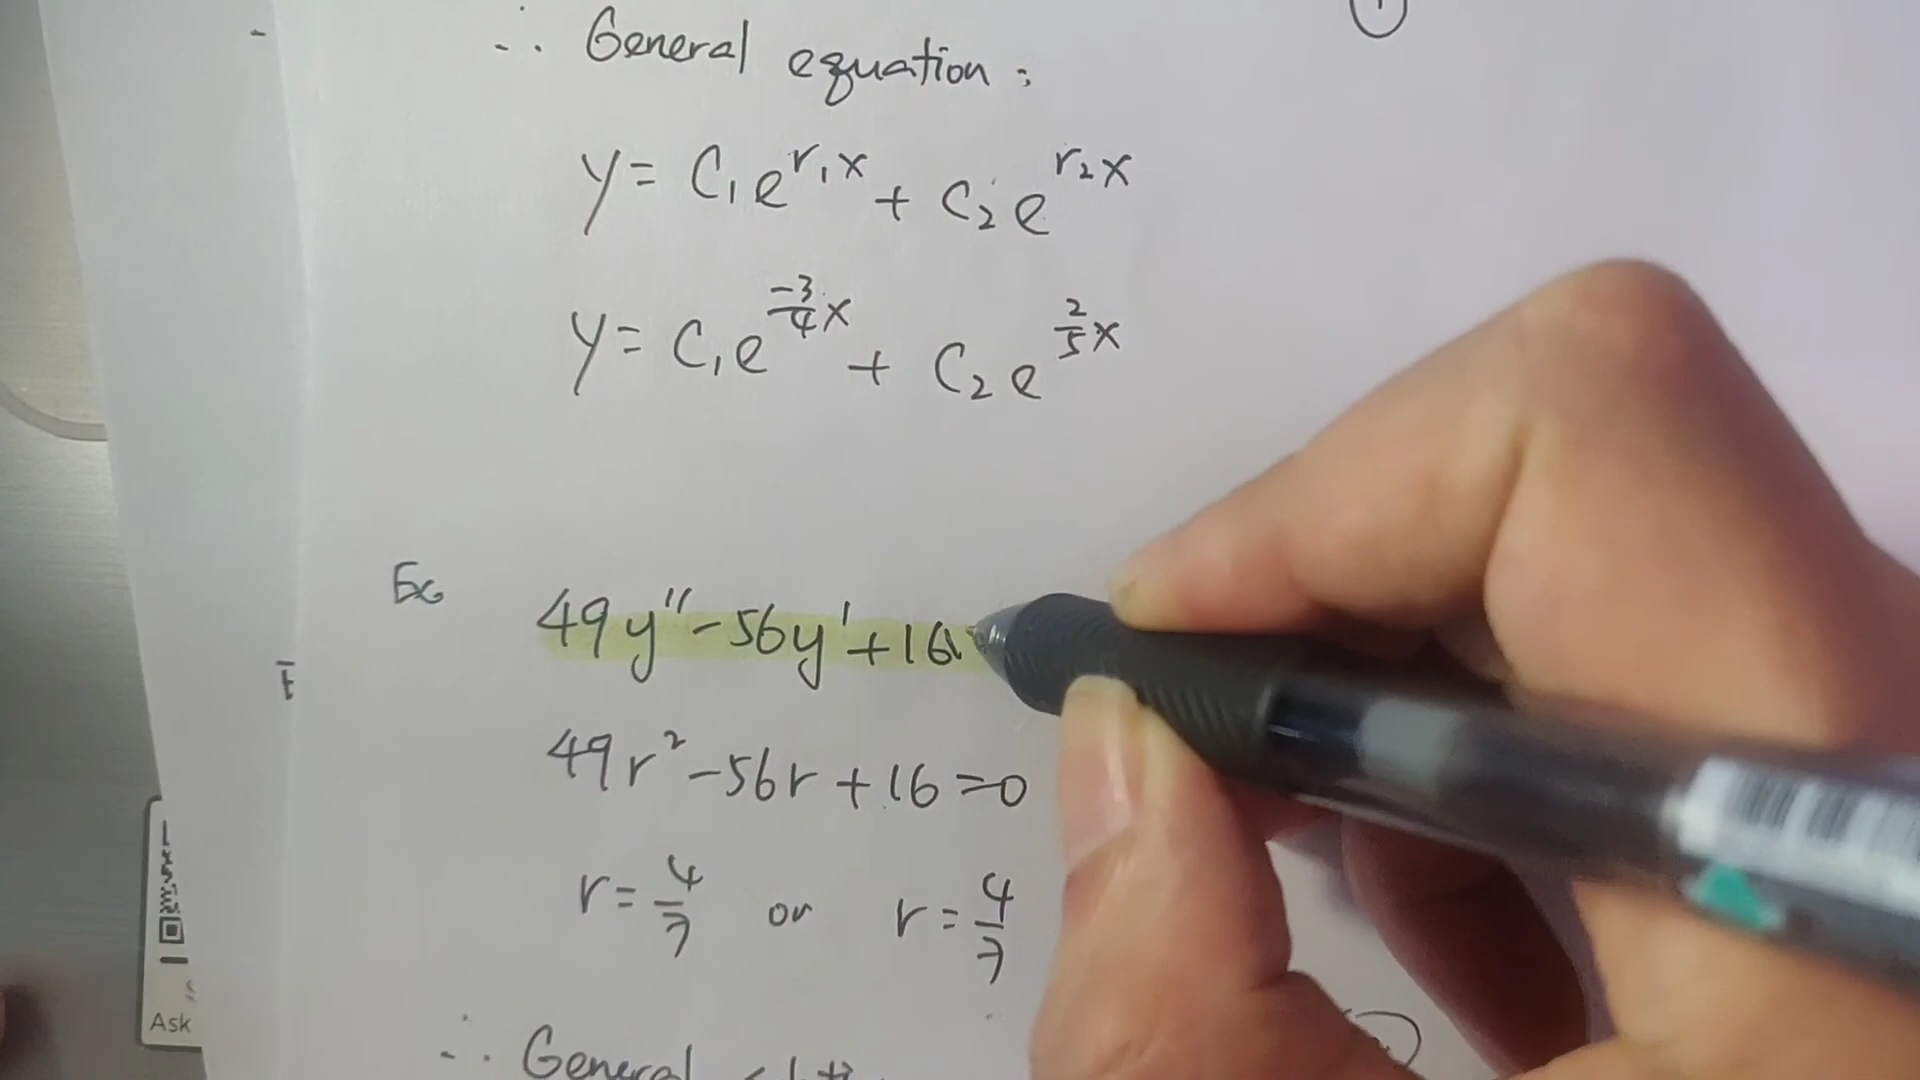 ∴ General equation:
y = C₁e^{r₁x} + C₂e^{r₂x}
y = C₁e^{-3/4 x} + C₂e^{2/5 x}
Ex 49y'' - 56y' + 16
49r² - 56r + 16 = 0
r = 4/7 or r = 4/7
∴ General
Ask